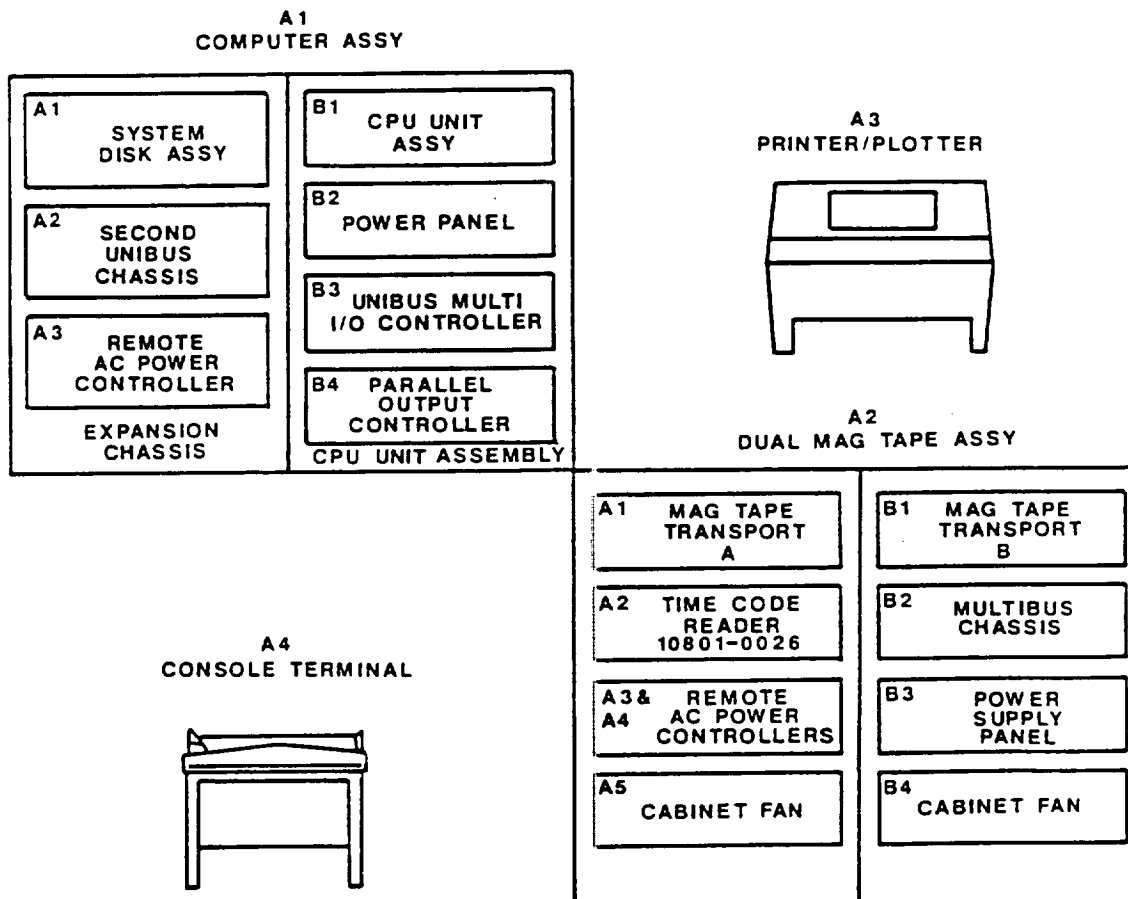 A1
COMPUTER ASSY
A1
SYSTEM
DISK ASSY
A2
SECOND
UNIBUS
CHASSIS
A3
REMOTE
AC POWER
CONTROLLER
EXPANSION
CHASSIS
B1
CPU UNIT
ASSY
B2
POWER PANEL
B3
UNIBUS MULTI
I/O CONTROLLER
B4
PARALLEL
OUTPUT
CONTROLLER
CPU UNIT ASSEMBLY
A3
PRINTER/PLOTTER
A2
DUAL MAG TAPE ASSY
A1
MAG TAPE
TRANSPORT
A
A2
TIME CODE
READER
10801-0026
A3 &
A4
REMOTE
AC POWER
CONTROLLERS
A5
CABINET FAN
B1
MAG TAPE
TRANSPORT
B
B2
MULTIBUS
CHASSIS
B3
POWER
SUPPLY
PANEL
B4
CABINET FAN
A4
CONSOLE TERMINAL